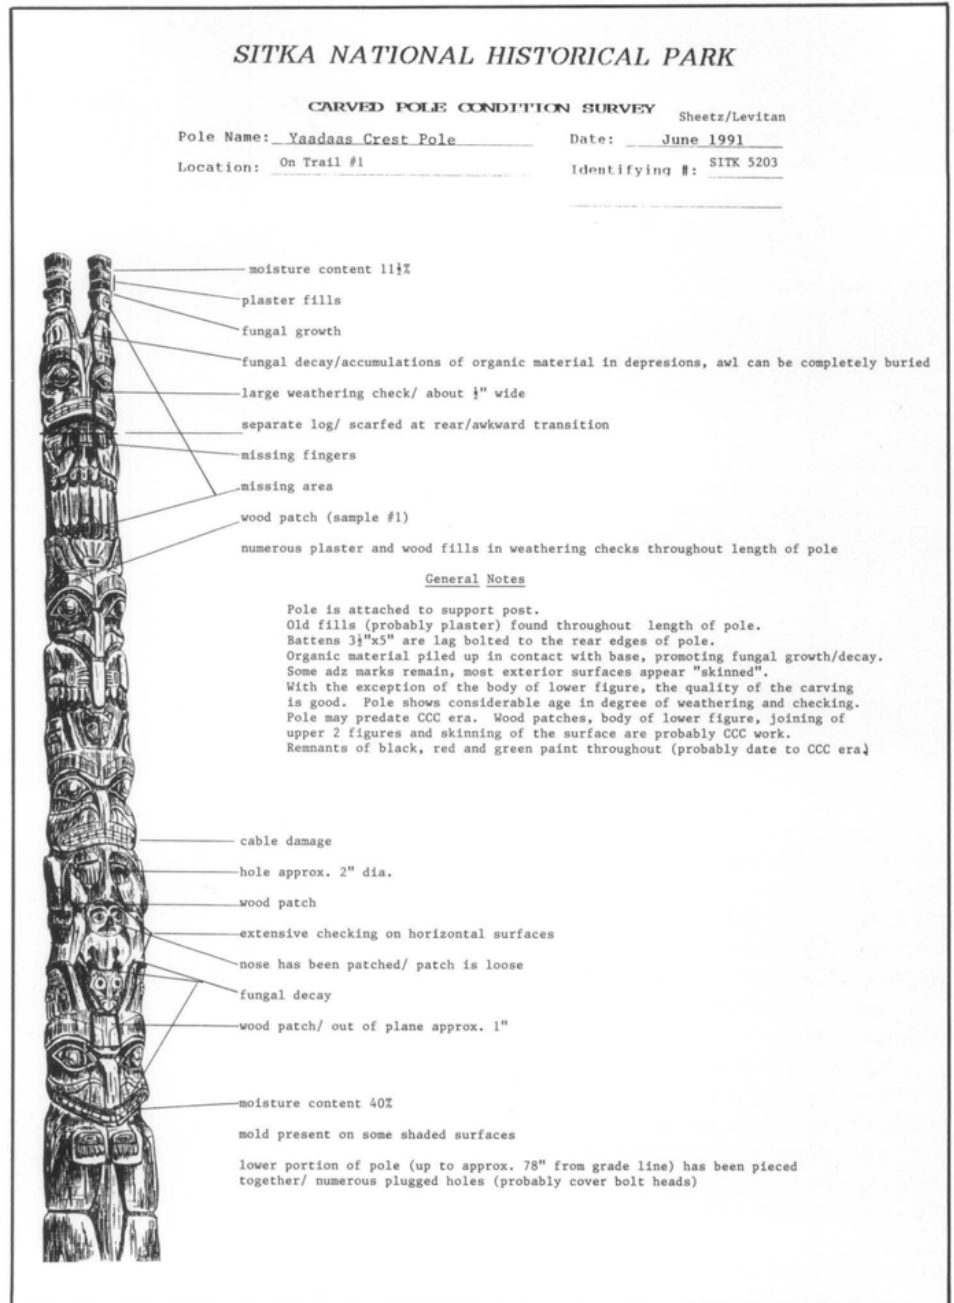 SITKA NATIONAL HISTORICAL PARK
CARVED POLE CONDITION SURVEY
Sheetz/Levitan
Pole Name: Yaadaas Crest Pole
Date: June 1991
Location: On Trail #1
Identifying #: SITK 5203
moisture content 11½%
plaster fills
fungal growth
fungal decay/accumulations of organic material in depresions, awl can be completely buried
large weathering check/ about ½" wide
separate log/ scarfed at rear/awkward transition
missing fingers
missing area
wood patch (sample #1)
numerous plaster and wood fills in weathering checks throughout length of pole
General Notes
Pole is attached to support post.
Old fills (probably plaster) found throughout length of pole.
Battens 3½"x5" are lag bolted to the rear edges of pole.
Organic material piled up in contact with base, promoting fungal growth/decay.
Some adz marks remain, most exterior surfaces appear "skinned".
With the exception of the body of lower figure, the quality of the carving
is good. Pole shows considerable age in degree of weathering and checking.
Pole may predate CCC era. Wood patches, body of lower figure, joining of
upper 2 figures and skinning of the surface are probably CCC work.
Remnants of black, red and green paint throughout (probably date to CCC era)
cable damage
hole approx. 2" dia.
wood patch
extensive checking on horizontal surfaces
nose has been patched/ patch is loose
fungal decay
wood patch/ out of plane approx. 1"
moisture content 40%
mold present on some shaded surfaces
lower portion of pole (up to approx. 78" from grade line) has been pieced
together/ numerous plugged holes (probably cover bolt heads)